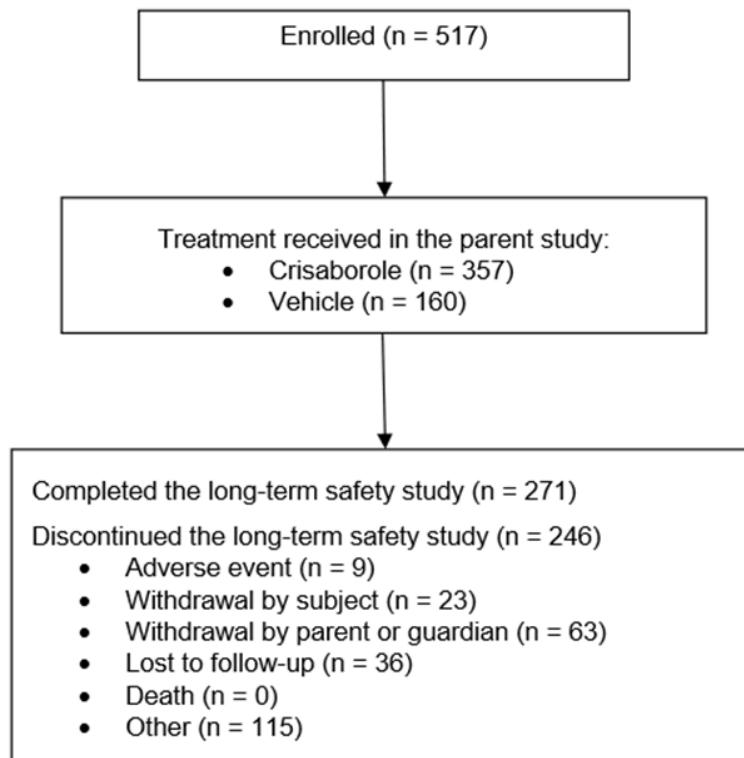 Enrolled (n = 517)
Treatment received in the parent study:
• Crisaborole (n = 357)
• Vehicle (n = 160)
Completed the long-term safety study (n = 271)
Discontinued the long-term safety study (n = 246)
• Adverse event (n = 9)
• Withdrawal by subject (n = 23)
• Withdrawal by parent or guardian (n = 63)
• Lost to follow-up (n = 36)
• Death (n = 0)
• Other (n = 115)